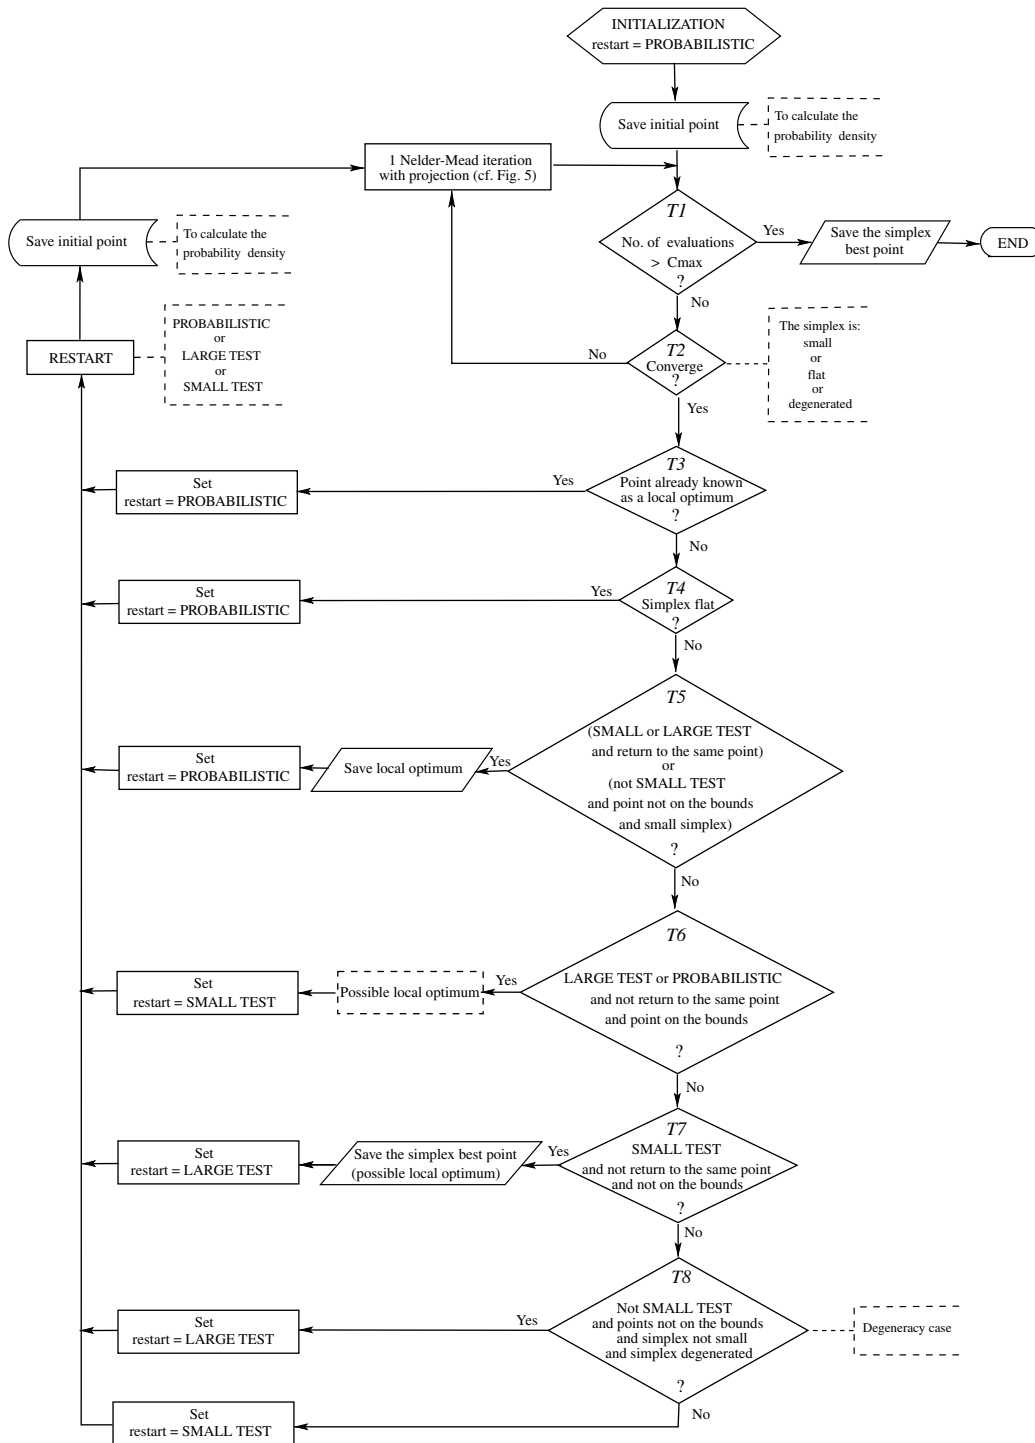 INITIALIZATION
restart = PROBABILISTIC
Save initial point
To calculate the
probability density
1 Nelder-Mead iteration
with projection (cf. Fig. 5)
T1
No. of evaluations
> Cmax
?
Yes
Save the simplex
best point
END
No
Save initial point
To calculate the
probability density
PROBABILISTIC
or
LARGE TEST
or
SMALL TEST
RESTART
T2
Converge
?
No
The simplex is:
small
or
flat
or
degenerated
Yes
T3
Point already known
as a local optimum
?
Yes
Set
restart = PROBABILISTIC
No
T4
Simplex flat
?
Yes
Set
restart = PROBABILISTIC
No
T5
(SMALL or LARGE TEST
and return to the same point)
or
(not SMALL TEST
and point not on the bounds
and small simplex)
?
Yes
Save local optimum
Set
restart = PROBABILISTIC
No
T6
LARGE TEST or PROBABILISTIC
and not return to the same point
and point on the bounds
?
Yes
Possible local optimum
Set
restart = SMALL TEST
No
T7
SMALL TEST
and not return to the same point
and not on the bounds
?
Yes
Save the simplex best point
(possible local optimum)
Set
restart = LARGE TEST
No
T8
Not SMALL TEST
and points not on the bounds
and simplex not small
and simplex degenerated
?
Degeneracy case
Yes
Set
restart = LARGE TEST
No
Set
restart = SMALL TEST